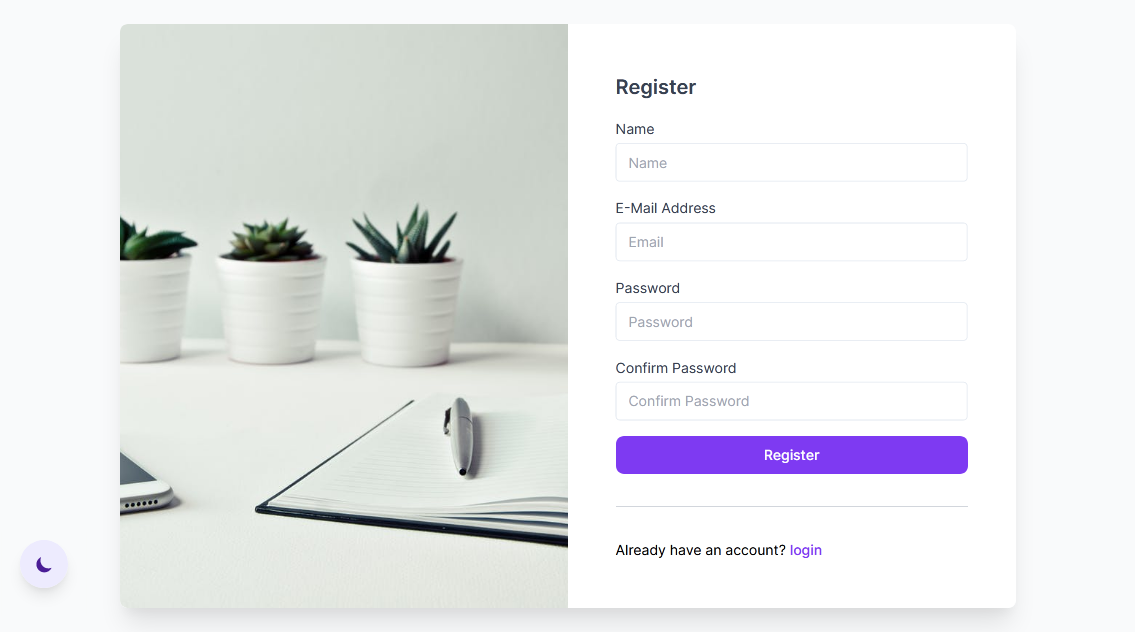 Register
Name
Name
E-Mail Address
Email
Password
Password
Confirm Password
Confirm Password
Register
Already have an account? login